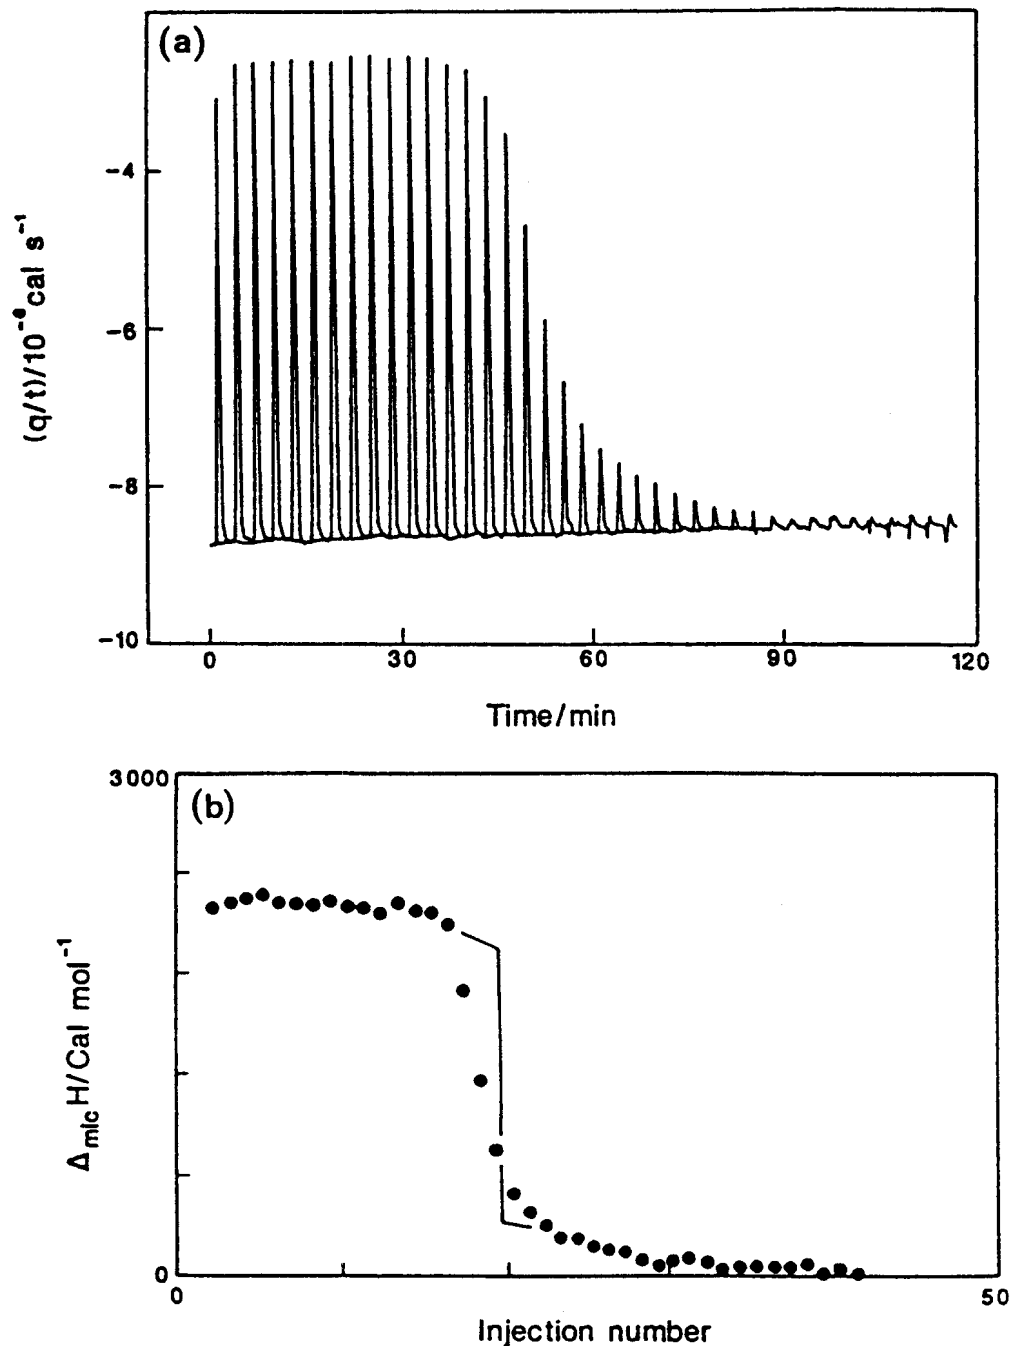 (a)
(q/t)/10⁻⁶cal s⁻¹
-4
-6
-8
-10
0 30 60 90 120
Time/min
(b)
Δmic H/Cal mol⁻¹
3000
0
0 50
Injection number